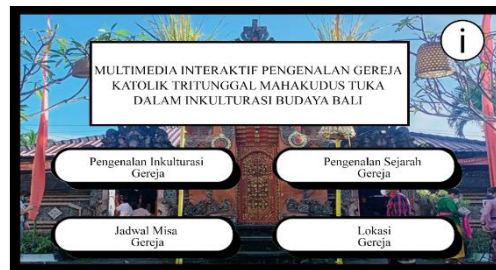 i
MULTIMEDIA INTERAKTIF PENGENALAN GEREJA
KATOLIK TRITUNGGAL MAHAKUDUS TUKA
DALAM INKULTURASI BUDAYA BALI
Pengenalan Inkulturasi
Gereja
Pengenalan Sejarah
Gereja
Jadwal Misa
Gereja
Lokasi
Gereja